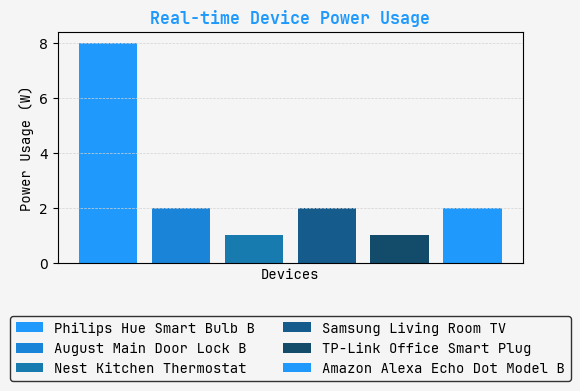 Real-time Device Power Usage
Power Usage (W)
8
6
4
2
0
Devices
Philips Hue Smart Bulb B
August Main Door Lock B
Nest Kitchen Thermostat
Samsung Living Room TV
TP-Link Office Smart Plug
Amazon Alexa Echo Dot Model B